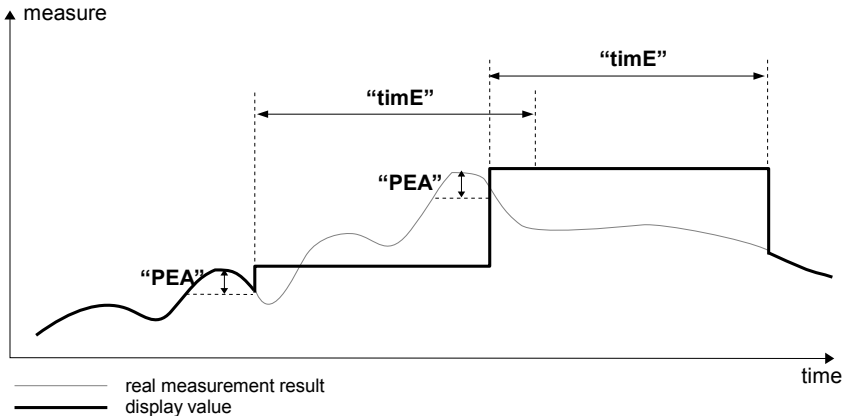 measure
“timE”
“timE”
“PEA”
“PEA”
time
real measurement result
display value